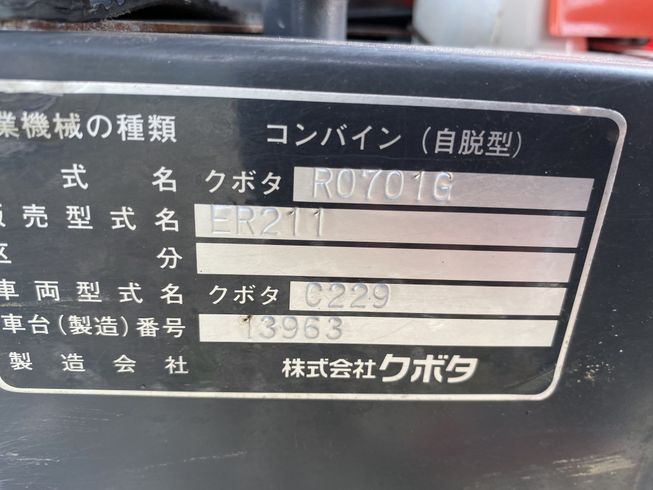 業機械の種類 コンバイン(自脱型)
式名 クボタ R0701G
販売型式名 ER211
区分
車両型式名 クボタ C229
車台(製造)番号 13963
製造会社 株式会社クボタ